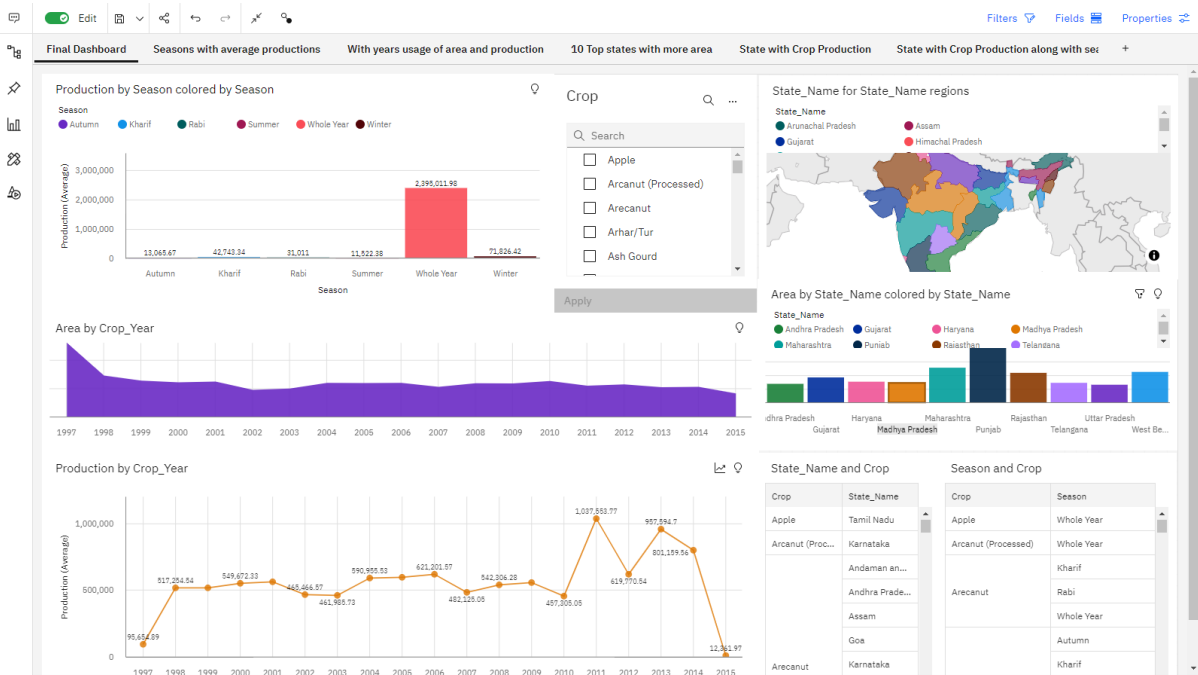 Edit
Filters
Fields
Properties
Final Dashboard
Seasons with average productions
With years usage of area and production
10 Top states with more area
State with Crop Production
State with Crop Production along with sea
+
Production by Season colored by Season
Season
Autumn Kharif Rabi Summer Whole Year Winter
Production (Average)
3,000,000
2,000,000
1,000,000
0
13,065.67 42,743.34 31,011 11,522.38 2,395,011.98 71,826.42
Autumn Kharif Rabi Summer Whole Year Winter
Season
Crop
...
Search
Apple
Arcanut (Processed)
Arecanut
Arhar/Tur
Ash Gourd
Apply
State_Name for State_Name regions
State_Name
Arunachal Pradesh Assam
Gujarat Himachal Pradesh
Area by Crop_Year
1997 1998 1999 2000 2001 2002 2003 2004 2005 2006 2007 2008 2009 2010 2011 2012 2013 2014 2015
Area by State_Name colored by State_Name
State_Name
Andhra Pradesh Gujarat Haryana Madhya Pradesh
Maharashtra Punjab Rajasthan Telangana
dhra Pradesh Haryana Maharashtra Rajasthan Uttar Pradesh
Gujarat Madhya Pradesh Punjab Telangana West Be...
Production by Crop_Year
Production (Average)
1,000,000
500,000
0
95,654.89 517,254.54 549,672.33 465,466.57 461,985.73 590,955.53 621,201.57 482,125.05 542,306.28 457,305.05 1,037,553.77 619,770.54 957,594.7 801,159.56 12,361.97
1997 1998 1999 2000 2001 2002 2003 2004 2005 2006 2007 2008 2009 2010 2011 2012 2013 2014 2015
State_Name and Crop
Crop State_Name
Apple Tamil Nadu
Arcanut (Proc... Karnataka
Andaman an...
Andhra Prade...
Assam
Goa
Arecanut Karnataka
Season and Crop
Crop Season
Apple Whole Year
Arcanut (Processed) Whole Year
Kharif
Arecanut Rabi
Whole Year
Autumn
Kharif